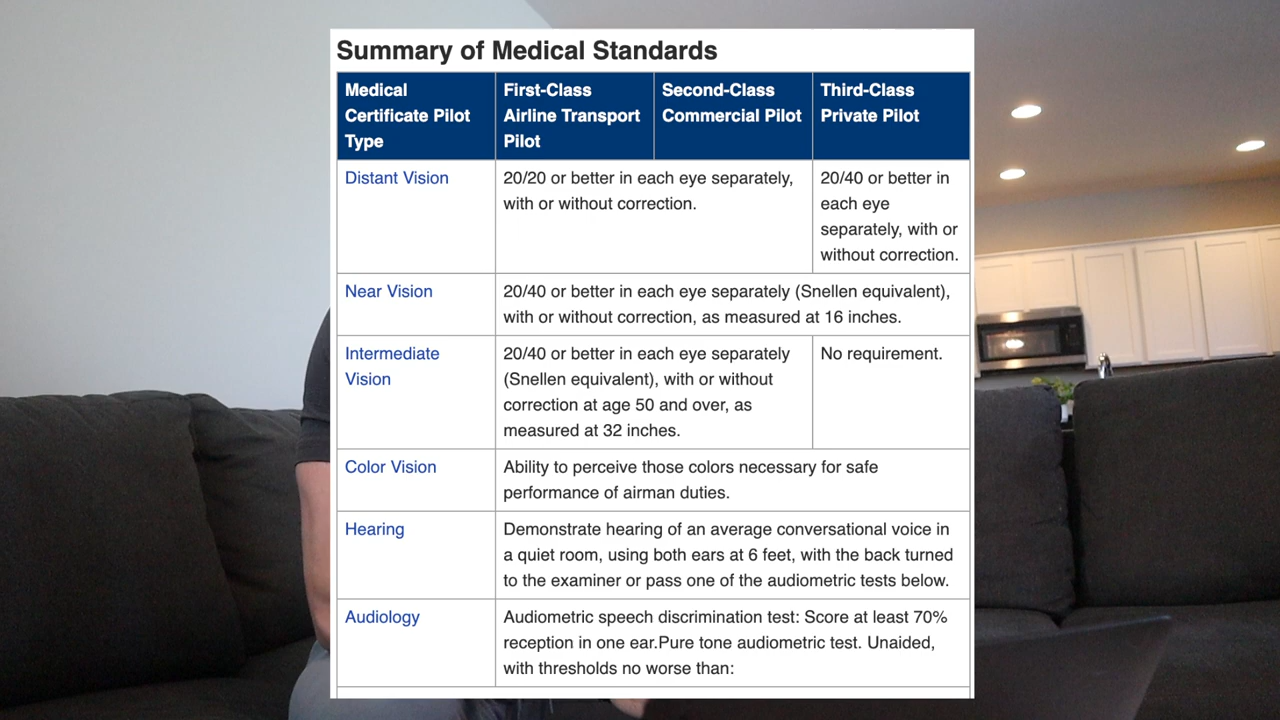 Summary of Medical Standards
Medical
Certificate Pilot
Type
First-Class
Airline Transport
Pilot
Second-Class
Commercial Pilot
Third-Class
Private Pilot
Distant Vision
20/20 or better in each eye separately,
with or without correction.
20/40 or better in
each eye
separately, with or
without correction.
Near Vision
20/40 or better in each eye separately (Snellen equivalent),
with or without correction, as measured at 16 inches.
Intermediate
Vision
20/40 or better in each eye separately
(Snellen equivalent), with or without
correction at age 50 and over, as
measured at 32 inches.
No requirement.
Color Vision
Ability to perceive those colors necessary for safe
performance of airman duties.
Hearing
Demonstrate hearing of an average conversational voice in
a quiet room, using both ears at 6 feet, with the back turned
to the examiner or pass one of the audiometric tests below.
Audiology
Audiometric speech discrimination test: Score at least 70%
reception in one ear.Pure tone audiometric test. Unaided,
with thresholds no worse than: